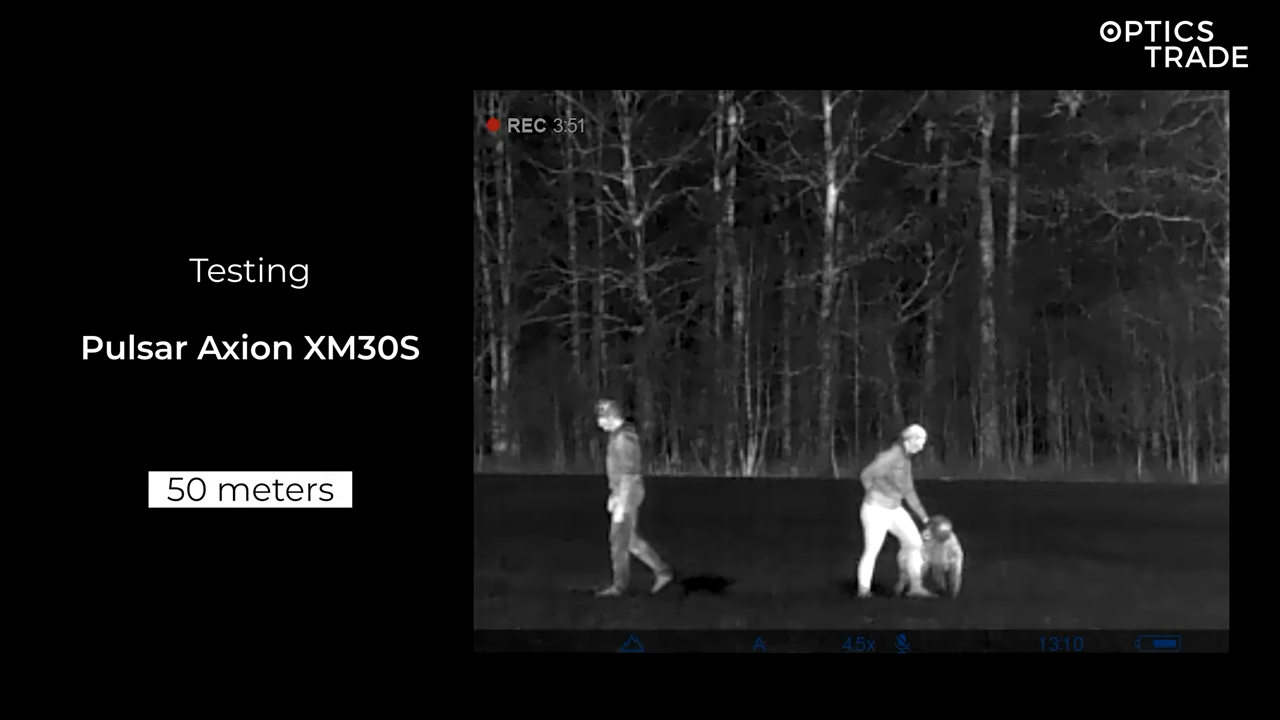 OPTICS
TRADE
REC 3:51
Testing
Pulsar Axion XM30S
50 meters
A 4.5x 13:10